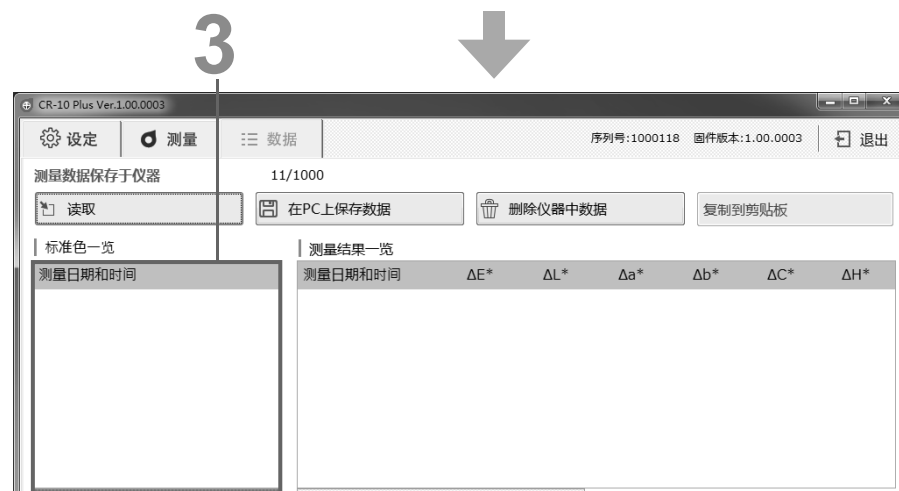 3
CR-10 Plus Ver.1.00.0003
设定 测量 数据 序列号:1000118 固件版本:1.00.0003 退出
测量数据保存于仪器 11/1000
读取 在PC上保存数据 删除仪器中数据 复制到剪贴板
标准色一览 测量结果一览
测量日期和时间 测量日期和时间 ΔE* ΔL* Δa* Δb* ΔC* ΔH*